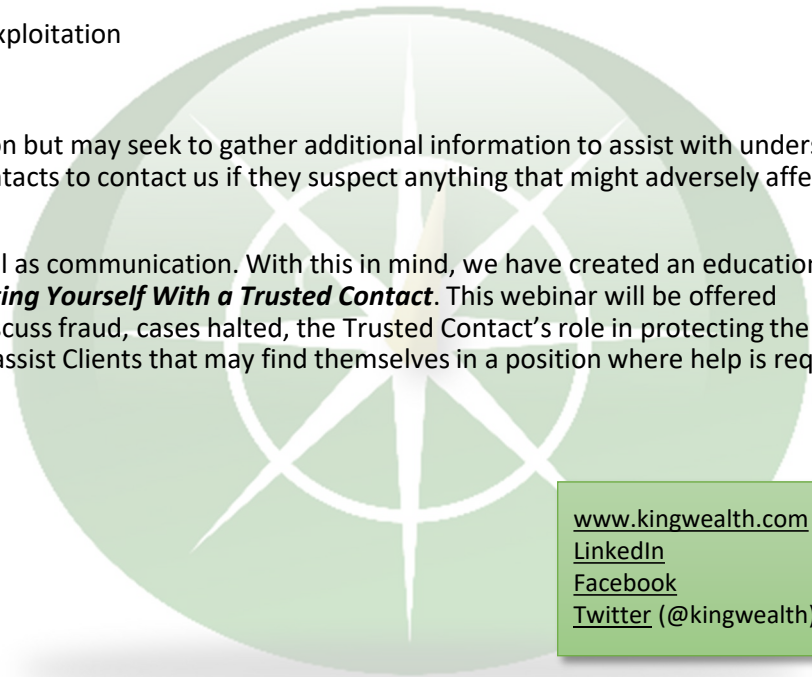 xploitation
on but may seek to gather additional information to assist with unders
ntacts to contact us if they suspect anything that might adversely affe
l as communication. With this in mind, we have created an education
ting Yourself With a Trusted Contact. This webinar will be offered
scuss fraud, cases halted, the Trusted Contact’s role in protecting the
assist Clients that may find themselves in a position where help is req
www.kingwealth.com
LinkedIn
Facebook
Twitter (@kingwealth)